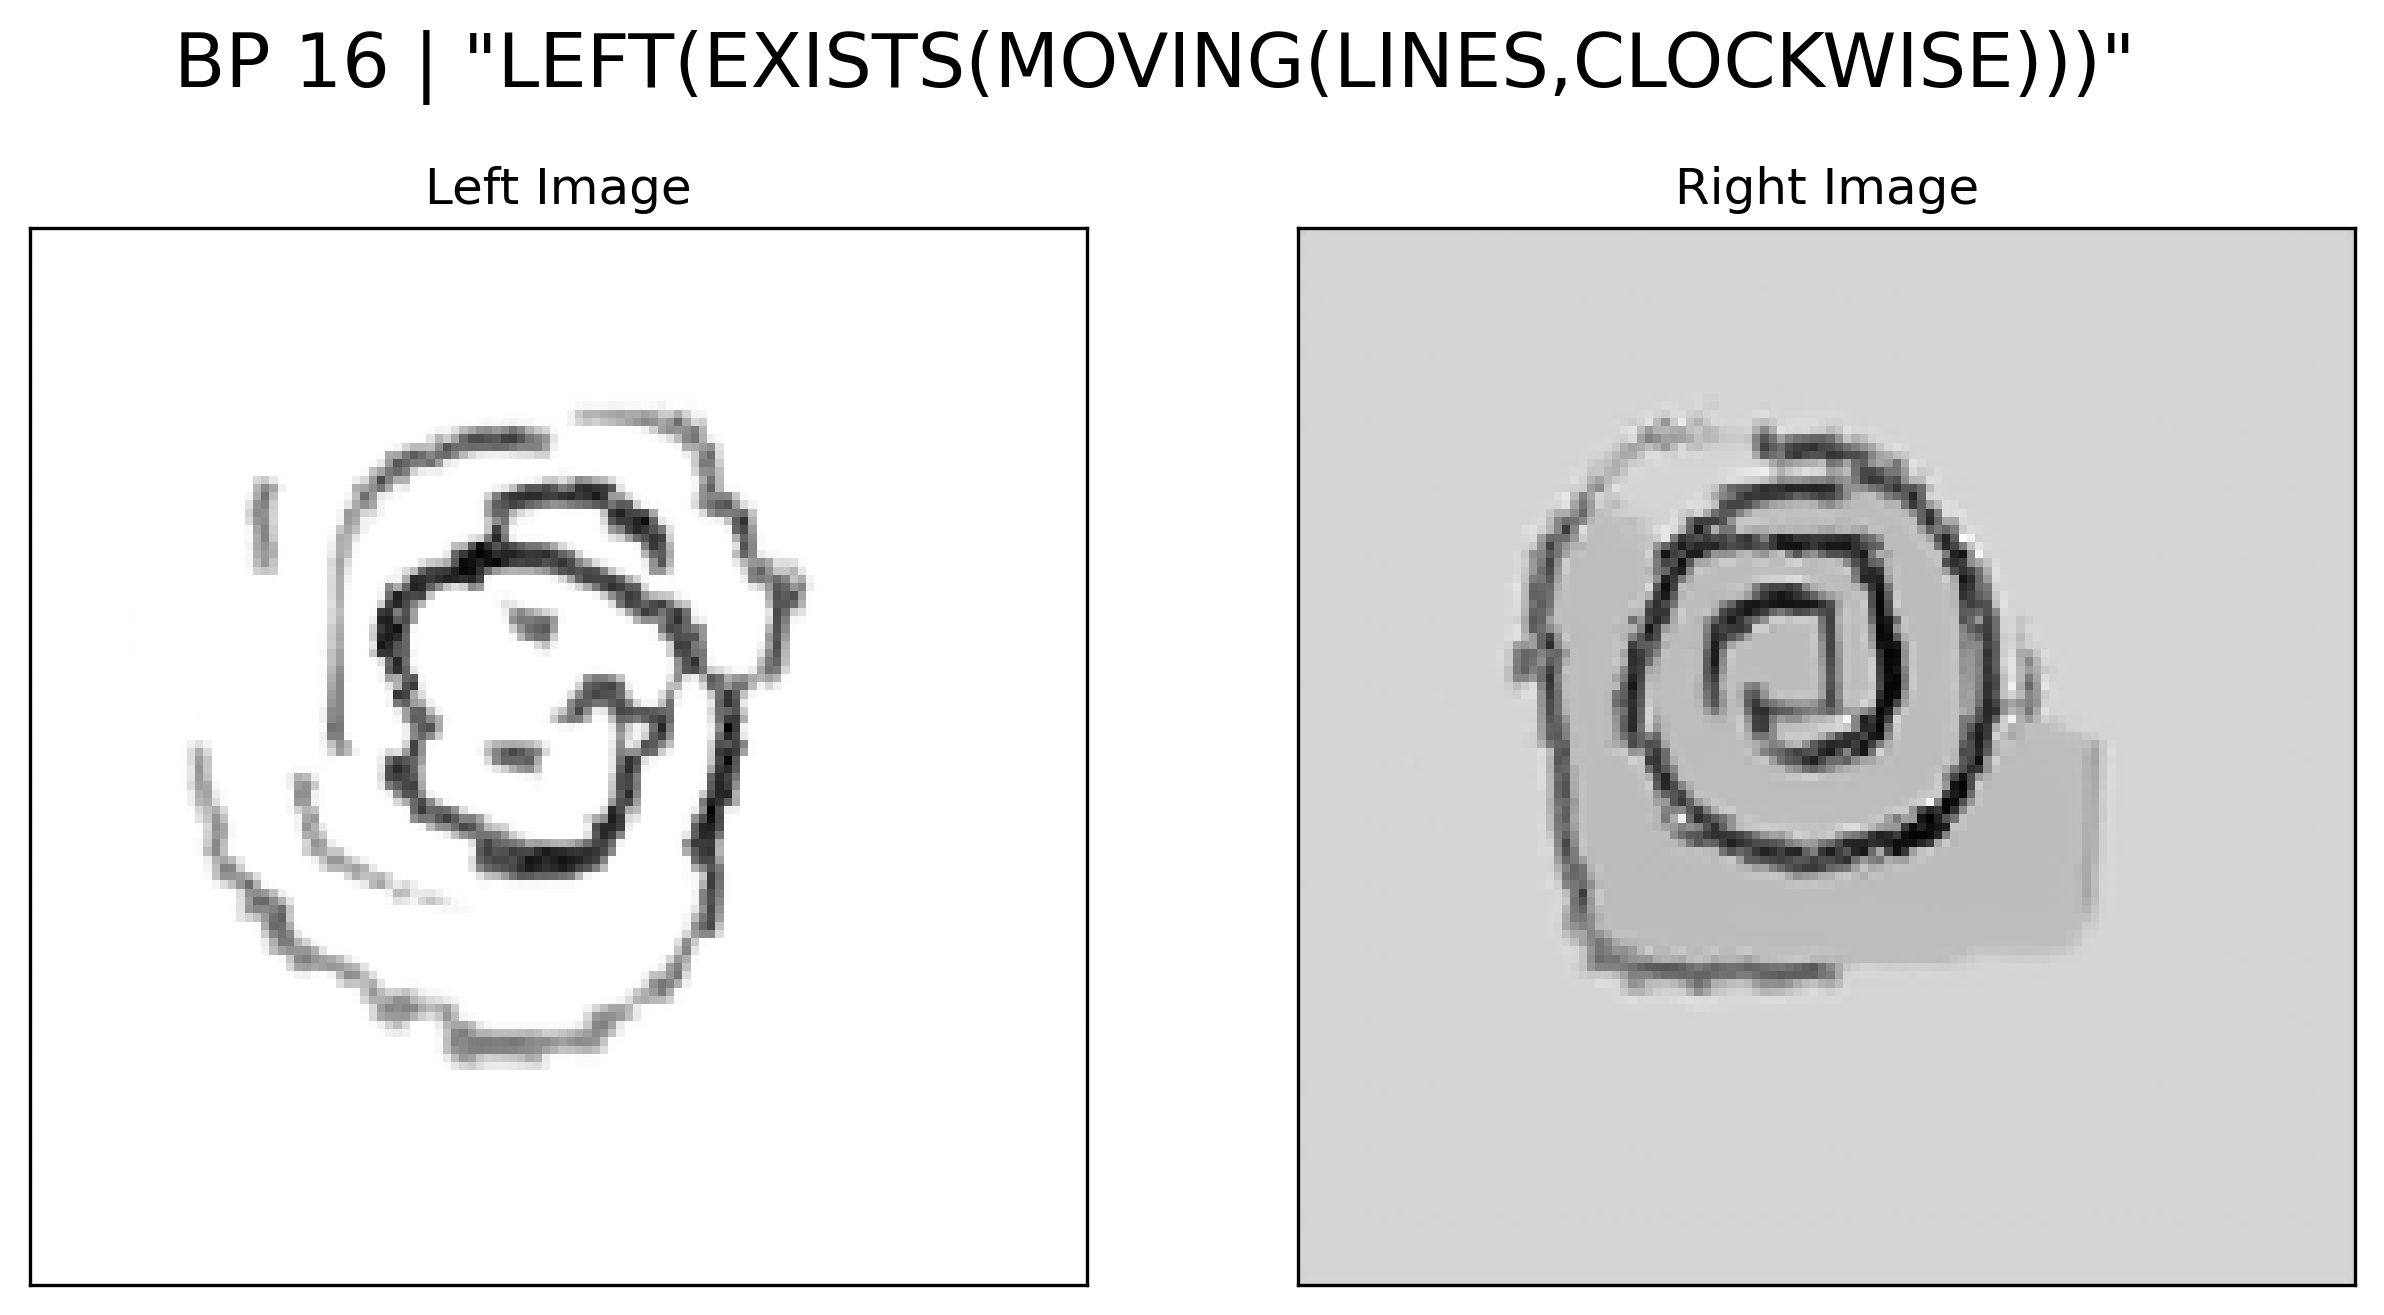 BP 16 | "LEFT(EXISTS(MOVING(LINES,CLOCKWISE)))"
Left Image
Right Image